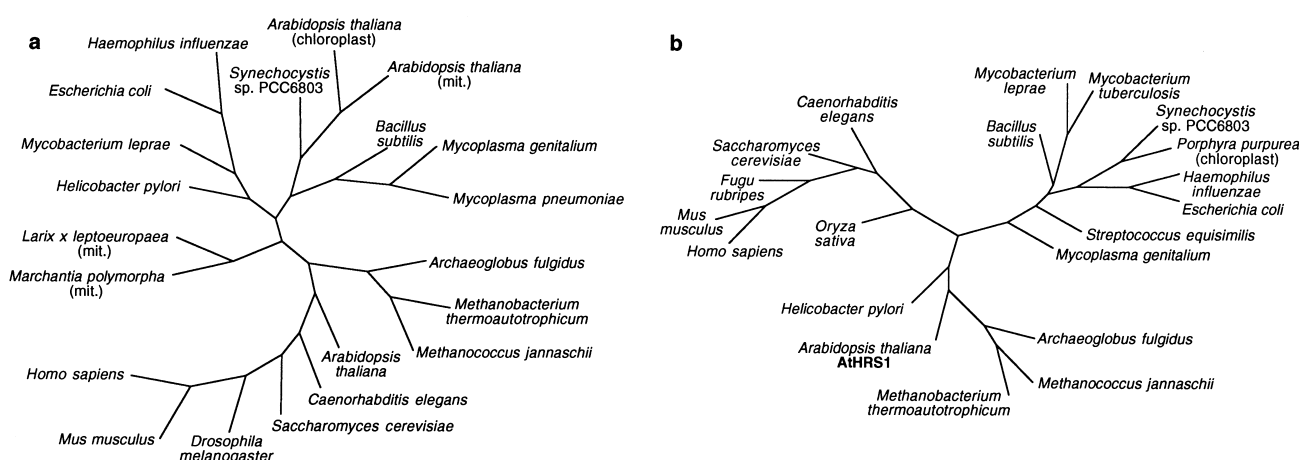 a
Arabidopsis thaliana
(chloroplast)
Haemophilus influenzae
Synechocystis
sp. PCC6803
Arabidopsis thaliana
(mit.)
Escherichia coli
Bacillus
subtilis
Mycobacterium leprae
Mycoplasma genitalium
Helicobacter pylori
Mycoplasma pneumoniae
Larix x leptoeuropaea
(mit.)
Marchantia polymorpha
(mit.)
Archaeoglobus fulgidus
Methanobacterium
thermoautotrophicum
Methanococcus jannaschii
Arabidopsis
thaliana
Homo sapiens
Caenorhabditis elegans
Saccharomyces cerevisiae
Mus musculus
Drosophila
melanogaster
b
Mycobacterium
leprae
Mycobacterium
tuberculosis
Caenorhabditis
elegans
Synechocystis
sp. PCC6803
Bacillus
subtilis
Saccharomyces
cerevisiae
Porphyra purpurea
(chloroplast)
Fugu
rubripes
Haemophilus
influenzae
Escherichia coli
Mus
musculus
Oryza
sativa
Streptococcus equisimilis
Homo sapiens
Mycoplasma genitalium
Helicobacter pylori
Arabidopsis thaliana
AtHRS1
Archaeoglobus fulgidus
Methanococcus jannaschii
Methanobacterium
thermoautotrophicum